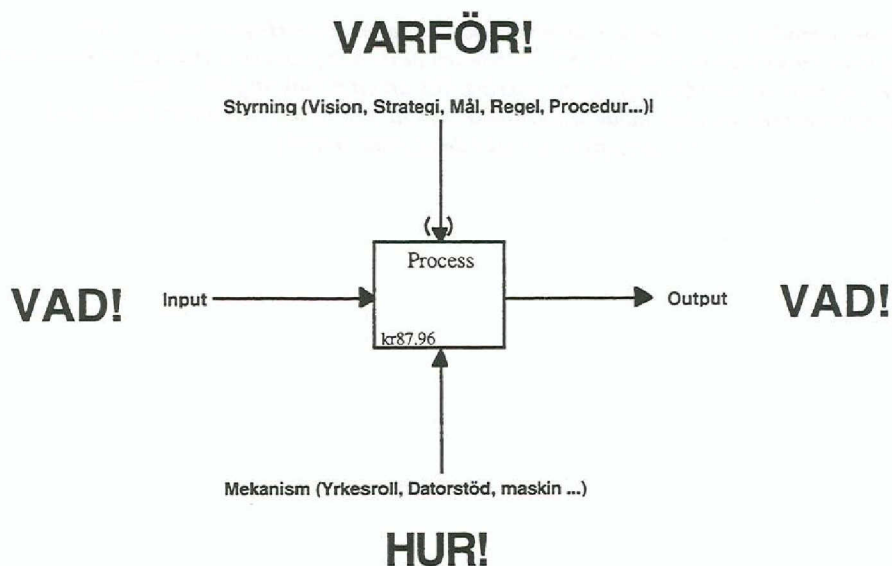 VARFÖR!
Styrning (Vision, Strategi, Mål, Regel, Procedur...)l
( )
Process
VAD! Input Output VAD!
kr87.96
Mekanism (Yrkesroll, Datorstöd, maskin ...)
HUR!